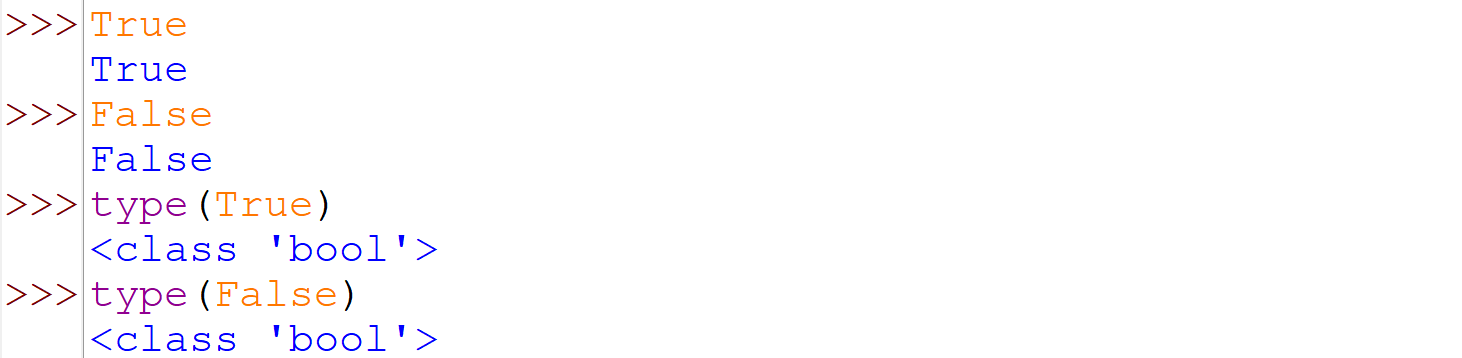 >>> True
True
>>> False
False
>>> type(True)
<class 'bool'>
>>> type(False)
<class 'bool'>